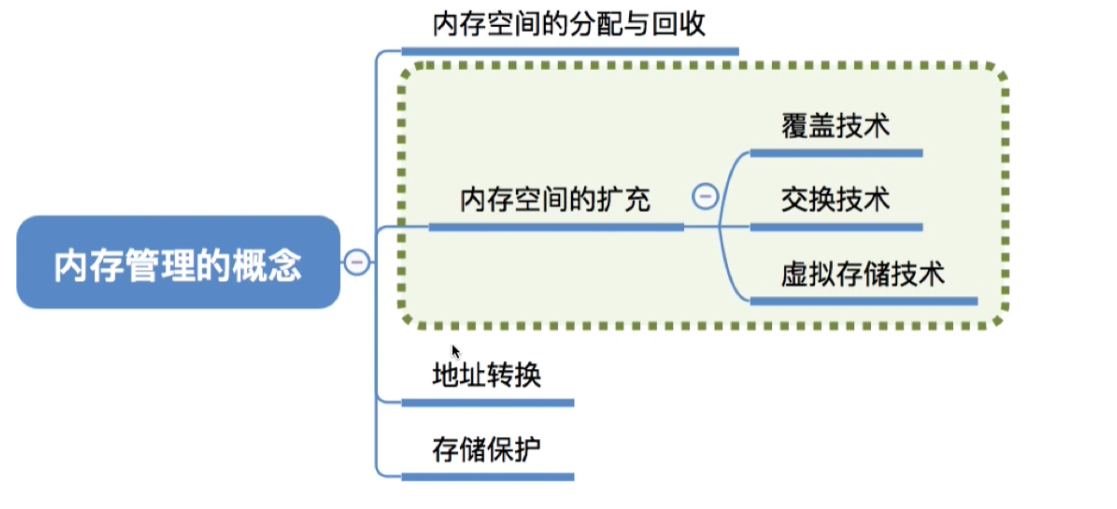 内存空间的分配与回收
覆盖技术
内存空间的扩充
交换技术
内存管理的概念
虚拟存储技术
地址转换
存储保护